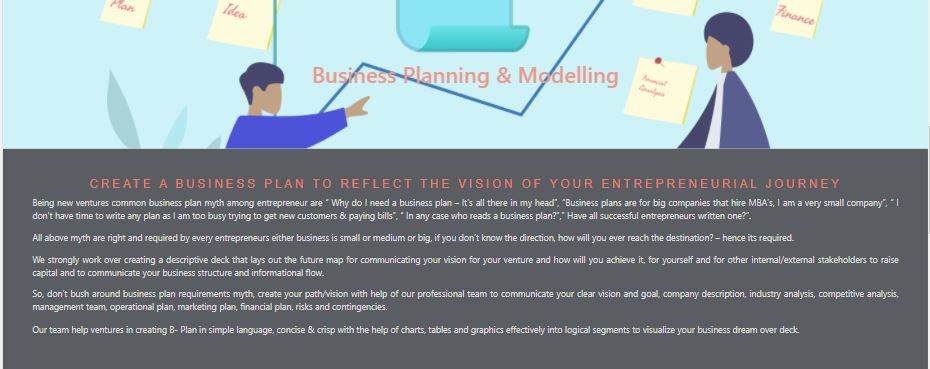 Plan
Idea
Finance
Business Planning & Modelling
Financial
Analysis
CREATE A BUSINESS PLAN TO REFLECT THE VISION OF YOUR ENTREPRENEURIAL JOURNEY
Being new ventures common business plan myth among entrepreneur are “ Why do I need a business plan – It’s all there in my head”, “Business plans are for big companies that hire MBA’s, I am a very small company”, “ I
don’t have time to write any plan as I am too busy trying to get new customers & paying bills”, “ In any case who reads a business plan?”,” Have all successful entrepreneurs written one?”.
All above myth are right and required by every entrepreneurs either business is small or medium or big, if you don’t know the direction, how will you ever reach the destination? – hence its required.
We strongly work over creating a descriptive deck that lays out the future map for communicating your vision for your venture and how will you achieve it, for yourself and for other internal/external stakeholders to raise
capital and to communicate your business structure and informational flow.
So, don’t bush around business plan requirements myth, create your path/vision with help of our professional team to communicate your clear vision and goal, company description, industry analysis, competitive analysis,
management team, operational plan, marketing plan, financial plan, risks and contingencies.
Our team help ventures in creating B- Plan in simple language, concise & crisp with the help of charts, tables and graphics effectively into logical segments to visualize your business dream over deck.